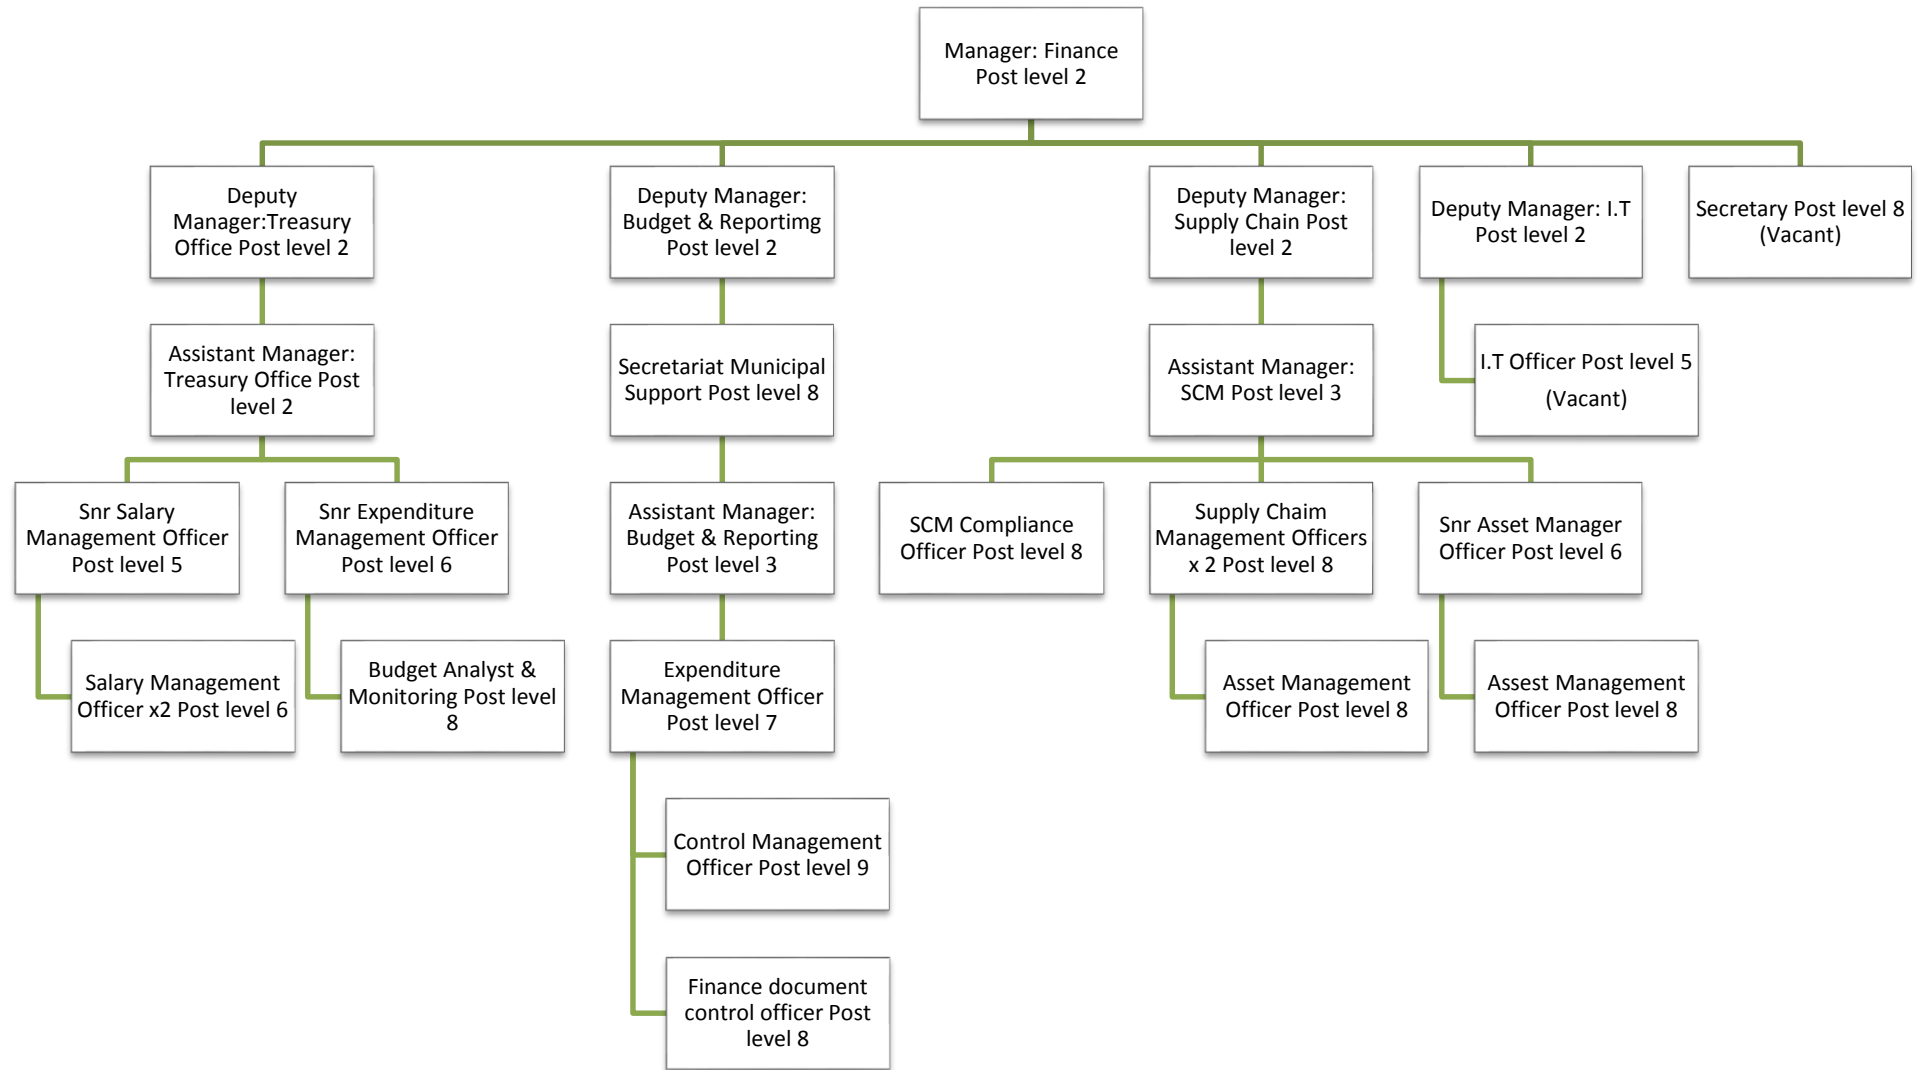 Manager: Finance
Post level 2
Deputy
Manager:Treasury
Office Post level 2
Deputy Manager:
Budget & Reportimg
Post level 2
Deputy Manager:
Supply Chain Post
level 2
Deputy Manager: I.T
Post level 2
Secretary Post level 8
(Vacant)
Assistant Manager:
Treasury Office Post
level 2
Secretariat Municipal
Support Post level 8
Assistant Manager:
SCM Post level 3
I.T Officer Post level 5
(Vacant)
Snr Salary
Management Officer
Post level 5
Snr Expenditure
Management Officer
Post level 6
Assistant Manager:
Budget & Reporting
Post level 3
SCM Compliance
Officer Post level 8
Supply Chaim
Management Officers
x 2 Post level 8
Snr Asset Manager
Officer Post level 6
Salary Management
Officer x2 Post level 6
Budget Analyst &
Monitoring Post level
8
Expenditure
Management Officer
Post level 7
Asset Management
Officer Post level 8
Assest Management
Officer Post level 8
Control Management
Officer Post level 9
Finance document
control officer Post
level 8